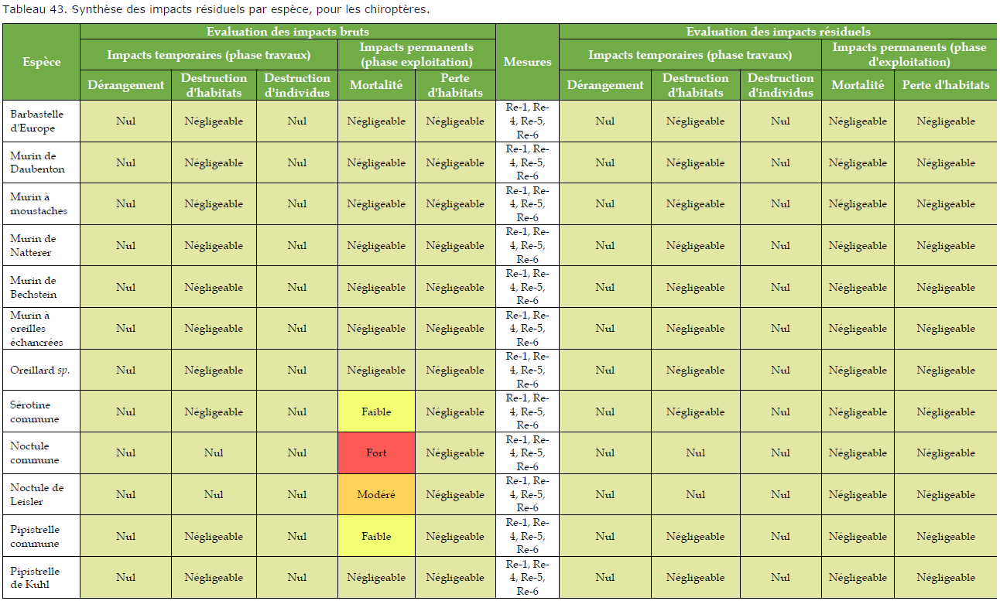 Tableau 43. Synthèse des impacts résiduels par espèce, pour les chiroptères.
Espèce Evaluation des impacts bruts Mesures Evaluation des impacts résiduels
Impacts temporaires (phase travaux) Impacts permanents (phase exploitation) Impacts temporaires (phase travaux) Impacts permanents (phase d'exploitation)
Dérangement Destruction d'habitats Destruction d'individus Mortalité Perte d'habitats Dérangement Destruction d'habitats Destruction d'individus Mortalité Perte d'habitats
Barbastelle d'Europe Nul Négligeable Nul Négligeable Négligeable Re-1, Re-4, Re-5, Re-6 Nul Négligeable Nul Négligeable Négligeable
Murin de Daubenton Nul Négligeable Nul Négligeable Négligeable Re-1, Re-4, Re-5, Re-6 Nul Négligeable Nul Négligeable Négligeable
Murin à moustaches Nul Négligeable Nul Négligeable Négligeable Re-1, Re-4, Re-5, Re-6 Nul Négligeable Nul Négligeable Négligeable
Murin de Natterer Nul Négligeable Nul Négligeable Négligeable Re-1, Re-4, Re-5, Re-6 Nul Négligeable Nul Négligeable Négligeable
Murin de Bechstein Nul Négligeable Nul Négligeable Négligeable Re-1, Re-4, Re-5, Re-6 Nul Négligeable Nul Négligeable Négligeable
Murin à oreilles échancrées Nul Négligeable Nul Négligeable Négligeable Re-1, Re-4, Re-5, Re-6 Nul Négligeable Nul Négligeable Négligeable
Oreillard sp. Nul Négligeable Nul Négligeable Négligeable Re-1, Re-4, Re-5, Re-6 Nul Négligeable Nul Négligeable Négligeable
Sérotine commune Nul Négligeable Nul Faible Négligeable Re-1, Re-4, Re-5, Re-6 Nul Négligeable Nul Négligeable Négligeable
Noctule commune Nul Nul Nul Fort Négligeable Re-1, Re-4, Re-5, Re-6 Nul Nul Nul Négligeable Négligeable
Noctule de Leisler Nul Nul Nul Modéré Négligeable Re-1, Re-4, Re-5, Re-6 Nul Nul Nul Négligeable Négligeable
Pipistrelle commune Nul Négligeable Nul Faible Négligeable Re-1, Re-4, Re-5, Re-6 Nul Négligeable Nul Négligeable Négligeable
Pipistrelle de Kuhl Nul Négligeable Nul Négligeable Négligeable Re-1, Re-4, Re-5, Re-6 Nul Négligeable Nul Négligeable Négligeable